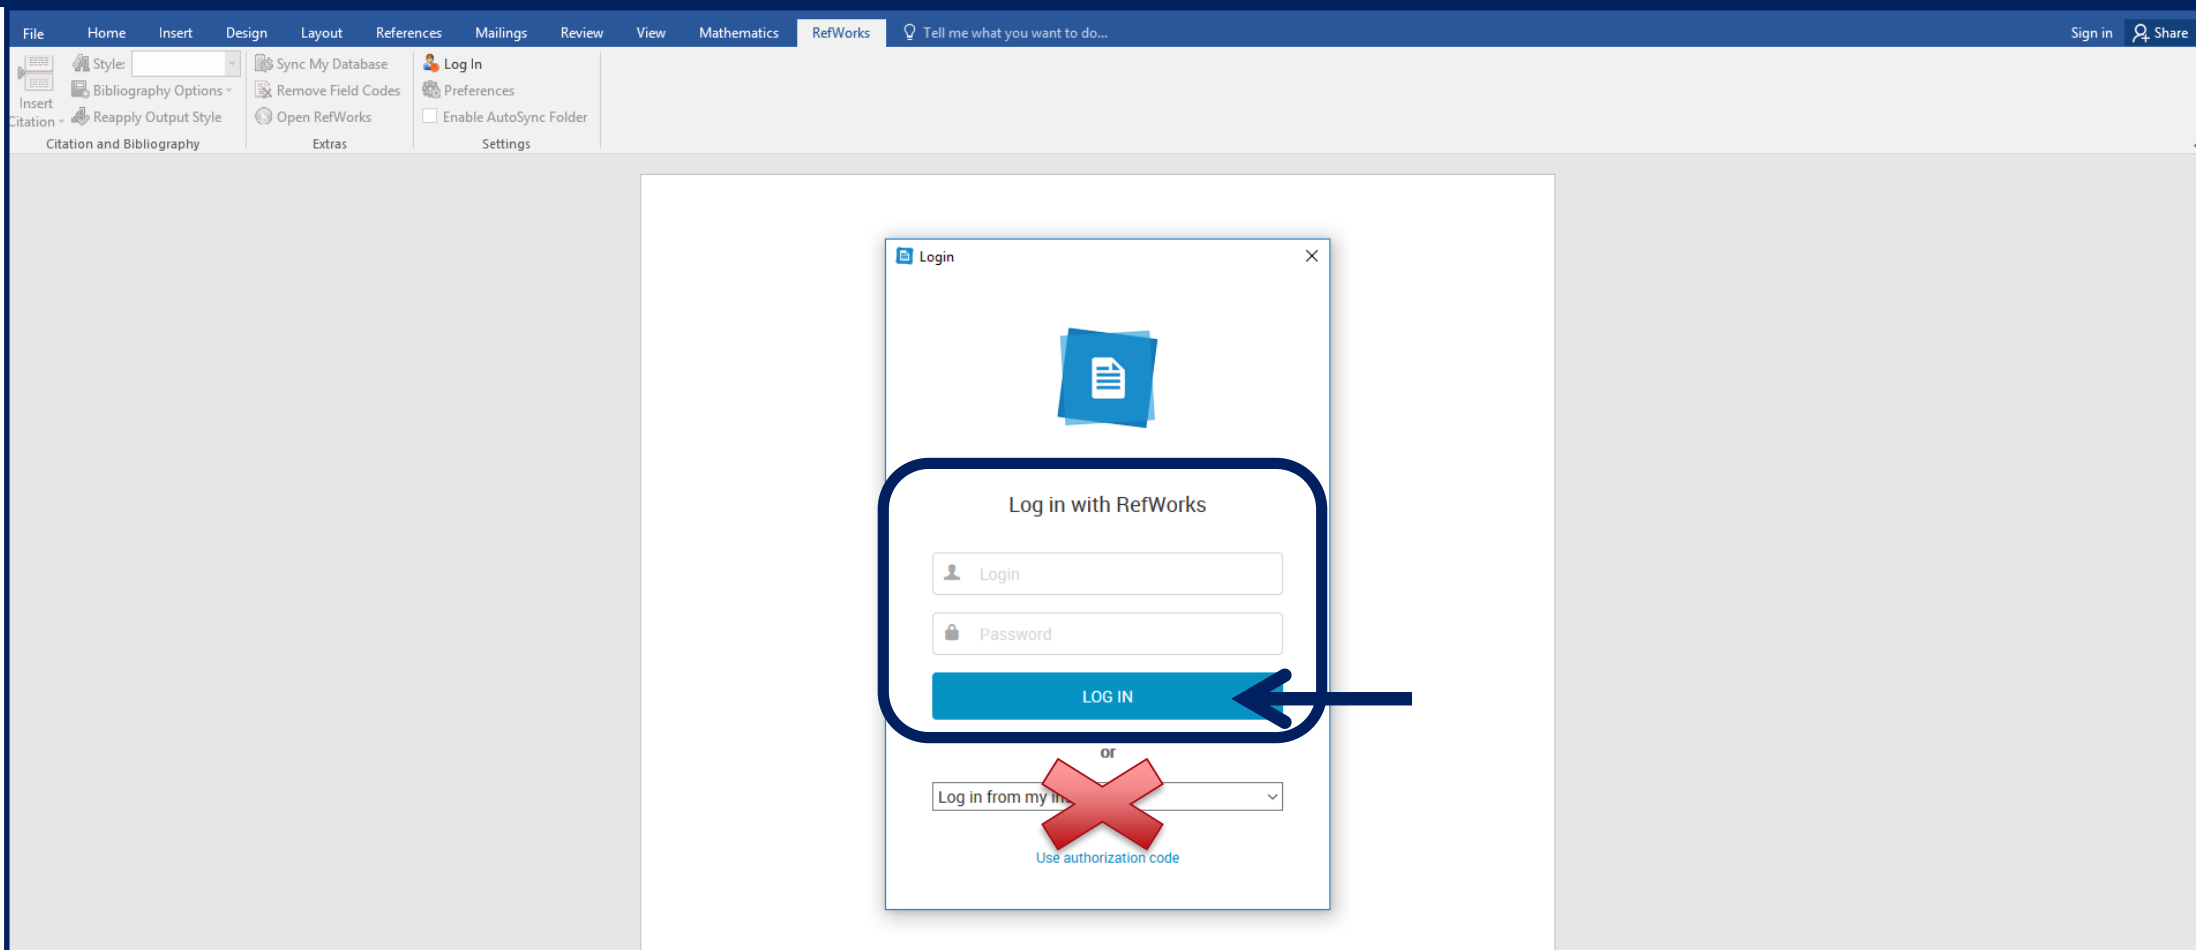 File Home Insert Design Layout References Mailings Review View Mathematics RefWorks Tell me what you want to do... Sign in Share
Style:
Bibliography Options
Reapply Output Style
Insert
Citation
Citation and Bibliography
Sync My Database
Remove Field Codes
Open RefWorks
Extras
Log In
Preferences
Enable AutoSync Folder
Settings
Login
Log in with RefWorks
Login
Password
LOG IN
or
Log in from my
Use authorization code